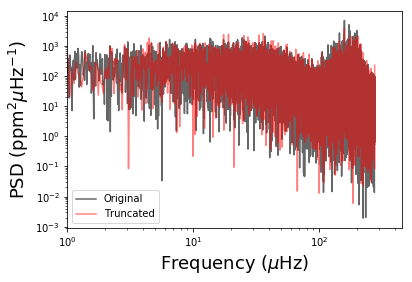 PSD (ppm²μHz⁻¹)
10⁴
10³
10²
10¹
10⁰
10⁻¹
10⁻²
10⁻³
Original
Truncated
10⁰ 10¹ 10²
Frequency (μHz)